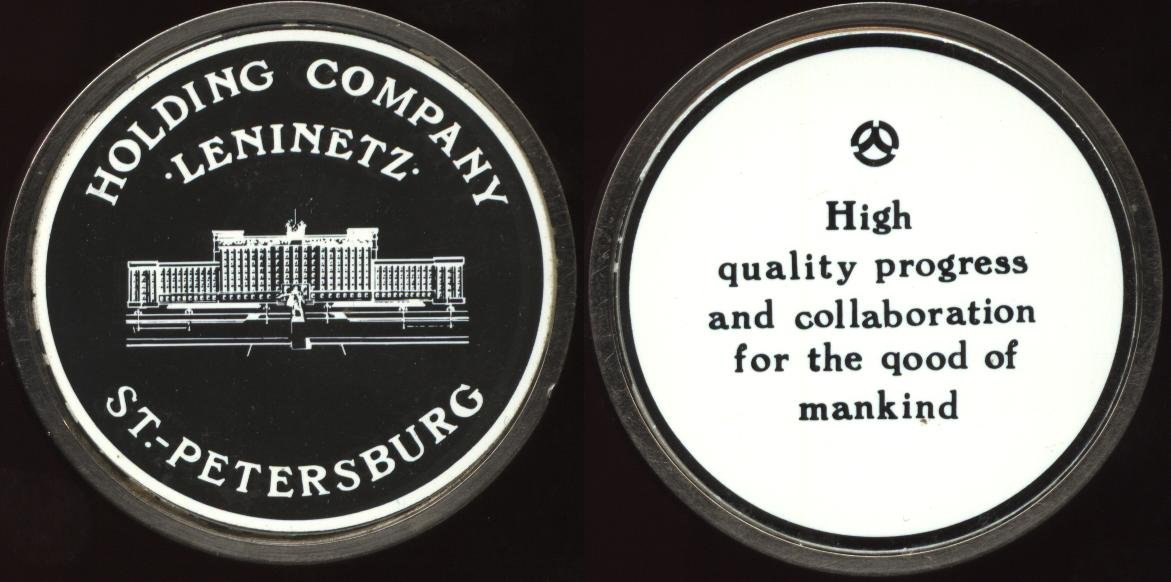 HOLDING COMPANY
·LENINETZ·
ST.-PETERSBURG
High
quality progress
and collaboration
for the qood of
mankind